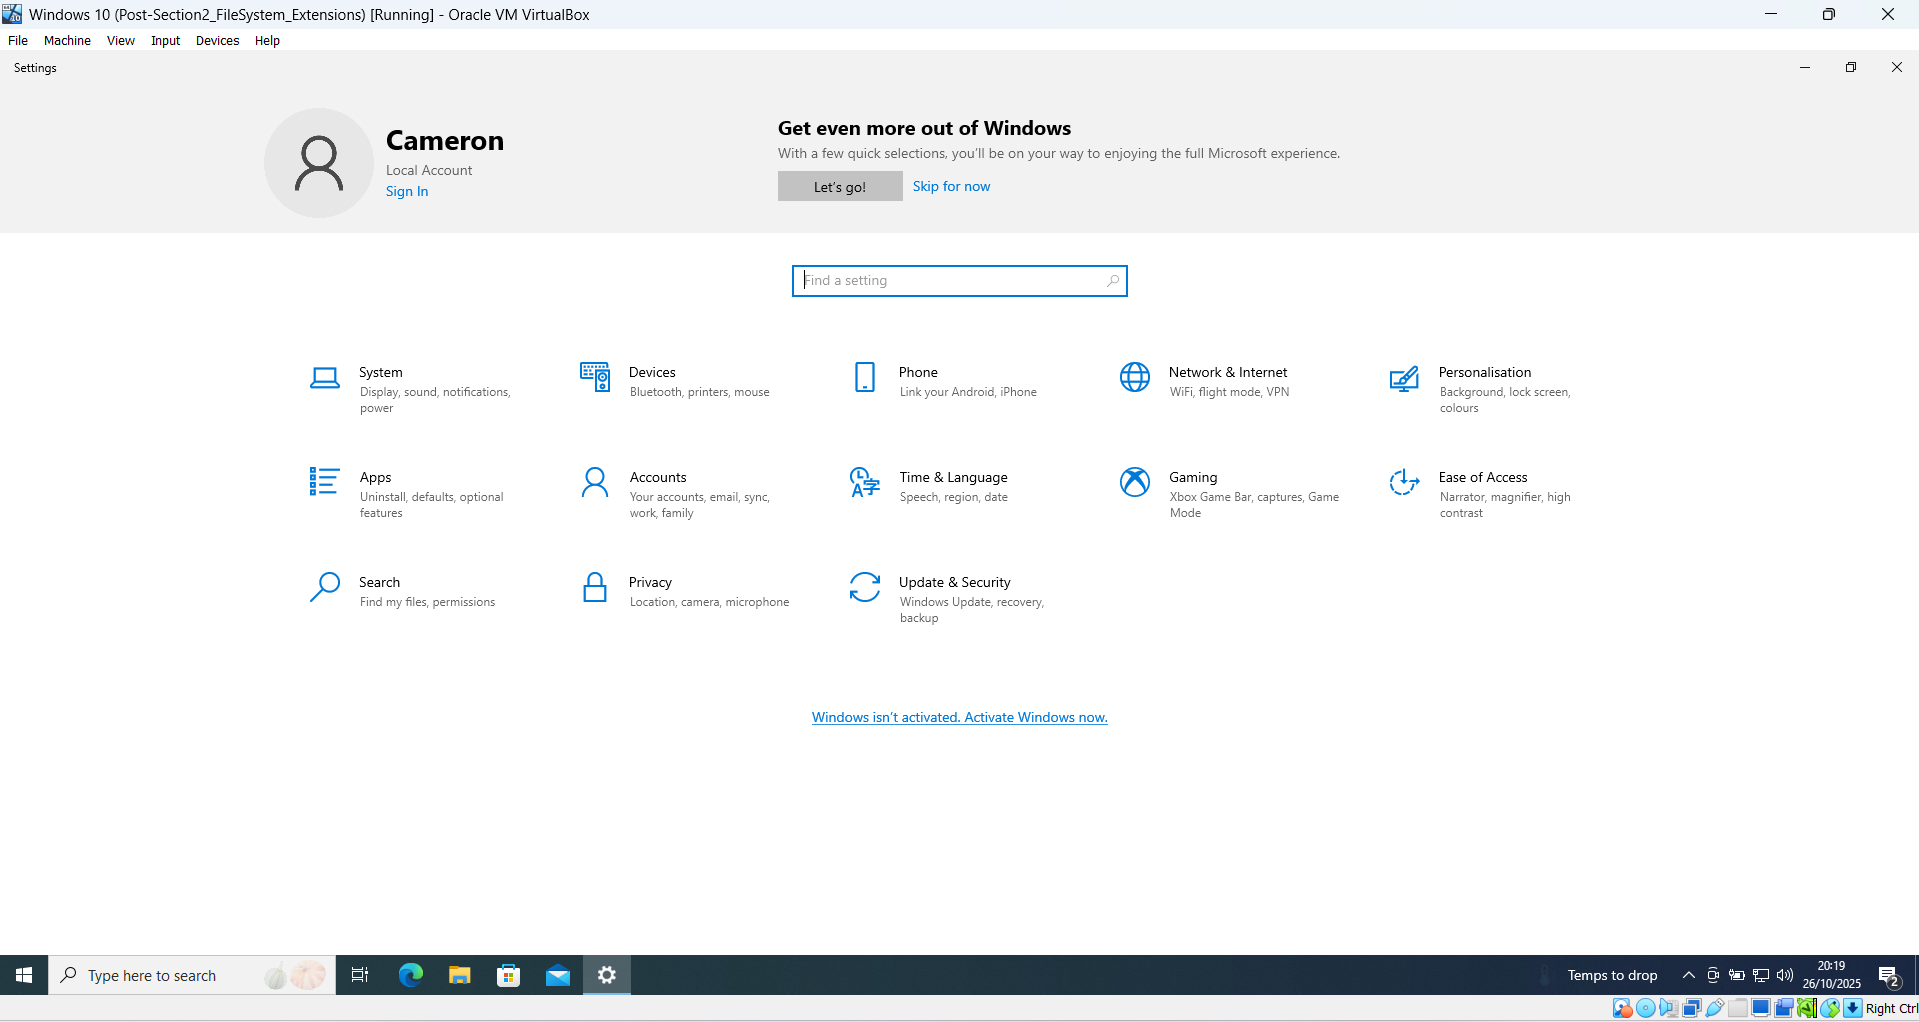 Windows 10 (Post-Section2_FileSystem_Extensions) [Running] - Oracle VM VirtualBox
File Machine View Input Devices Help
Settings
Cameron
Local Account
Sign In
Get even more out of Windows
With a few quick selections, you'll be on your way to enjoying the full Microsoft experience.
Let's go! Skip for now
Find a setting
System
Display, sound, notifications,
power
Devices
Bluetooth, printers, mouse
Phone
Link your Android, iPhone
Network & Internet
WiFi, flight mode, VPN
Personalisation
Background, lock screen,
colours
Apps
Uninstall, defaults, optional
features
Accounts
Your accounts, email, sync,
work, family
Time & Language
Speech, region, date
Gaming
Xbox Game Bar, captures, Game
Mode
Ease of Access
Narrator, magnifier, high
contrast
Search
Find my files, permissions
Privacy
Location, camera, microphone
Update & Security
Windows Update, recovery,
backup
Windows isn't activated. Activate Windows now.
Type here to search
Temps to drop
20:19
26/10/2025
2
Right Ctrl